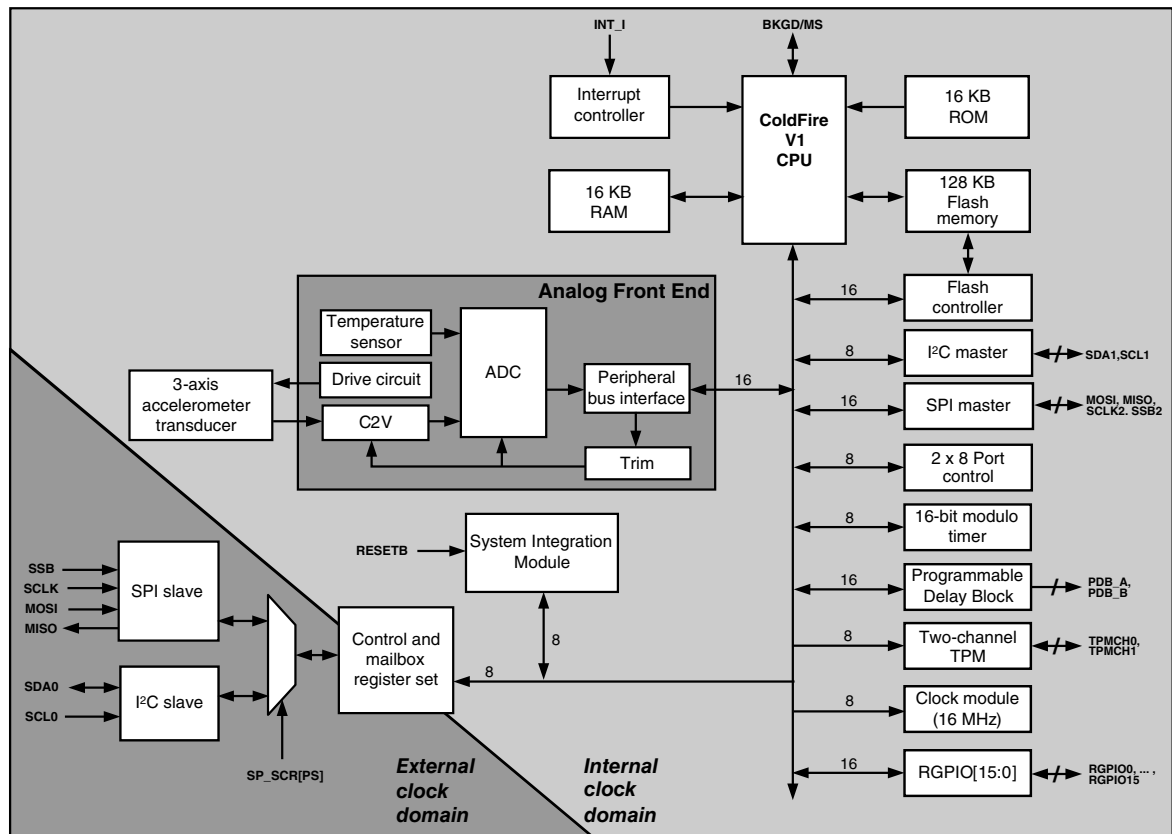 INT_I
BKGD/MS
Interrupt
controller
ColdFire
V1
CPU
16 KB
ROM
16 KB
RAM
128 KB
Flash
memory
Analog Front End
16
Flash
controller
Temperature
sensor
ADC
8
I²C master
SDA1,SCL1
3-axis
accelerometer
transducer
Drive circuit
Peripheral
bus interface
16
16
SPI master
MOSI, MISO,
SCLK2. SSB2
C2V
Trim
8
2 x 8 Port
control
RESETB
System Integration
Module
8
16-bit modulo
timer
SSB
SCLK
MOSI
MISO
SPI slave
16
Programmable
Delay Block
PDB_A,
PDB_B
8
Control and
mailbox
register set
8
8
Two-channel
TPM
TPMCH0,
TPMCH1
SDA0
SCL0
I²C slave
8
Clock module
(16 MHz)
SP_SCR[PS]
External
clock
domain
Internal
clock
domain
16
RGPIO[15:0]
RGPIO0, ... ,
RGPIO15